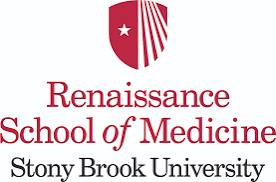 Renaissance
School of Medicine
Stony Brook University